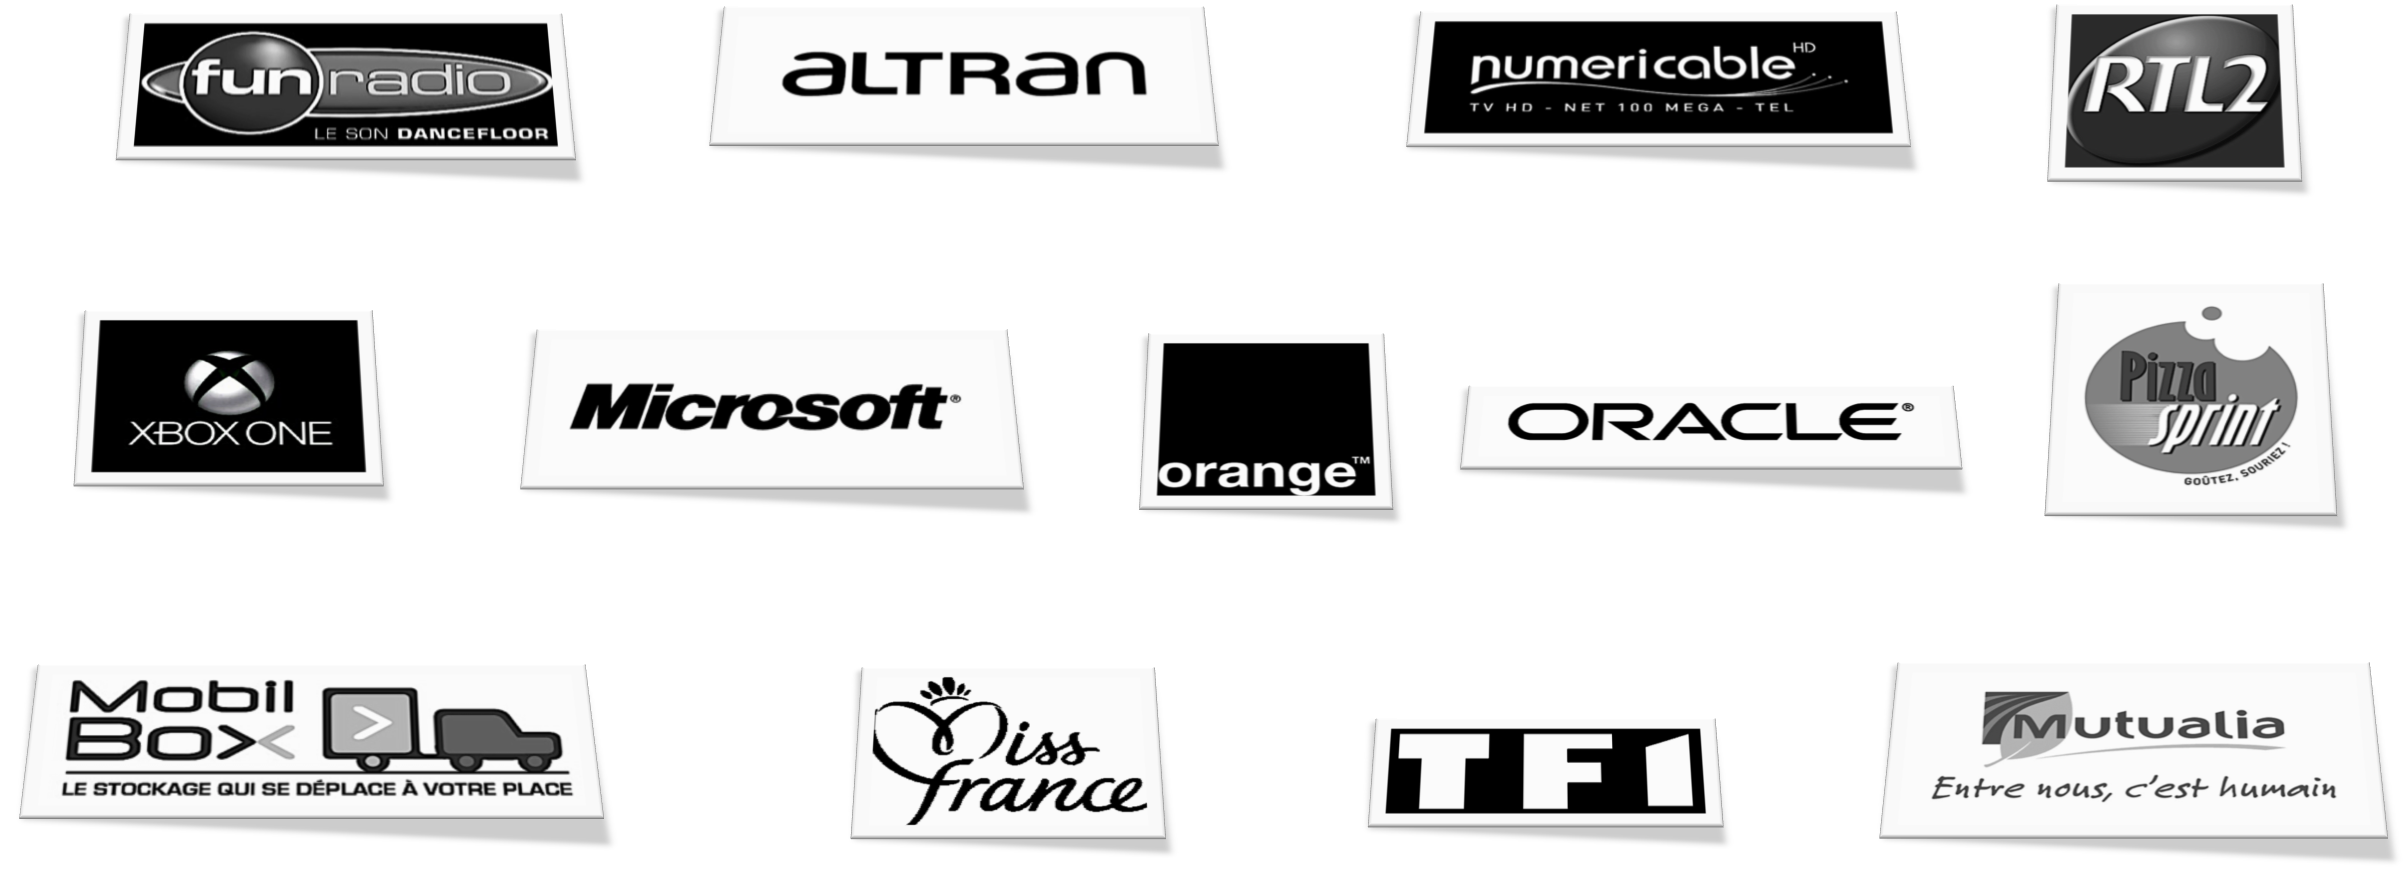 fun radio
LE SON DANCEFLOOR
aLTRan
numericable HD
TV HD - NET 100 MEGA - TEL
RTL2
XBOX ONE
Microsoft®
orange™
ORACLE®
Pizza
sprint
GOÛTEZ, SOURIEZ !
Mobil
Box
LE STOCKAGE QUI SE DÉPLACE À VOTRE PLACE
Miss
france
TF1
Mutualia
Entre nous, c'est humain